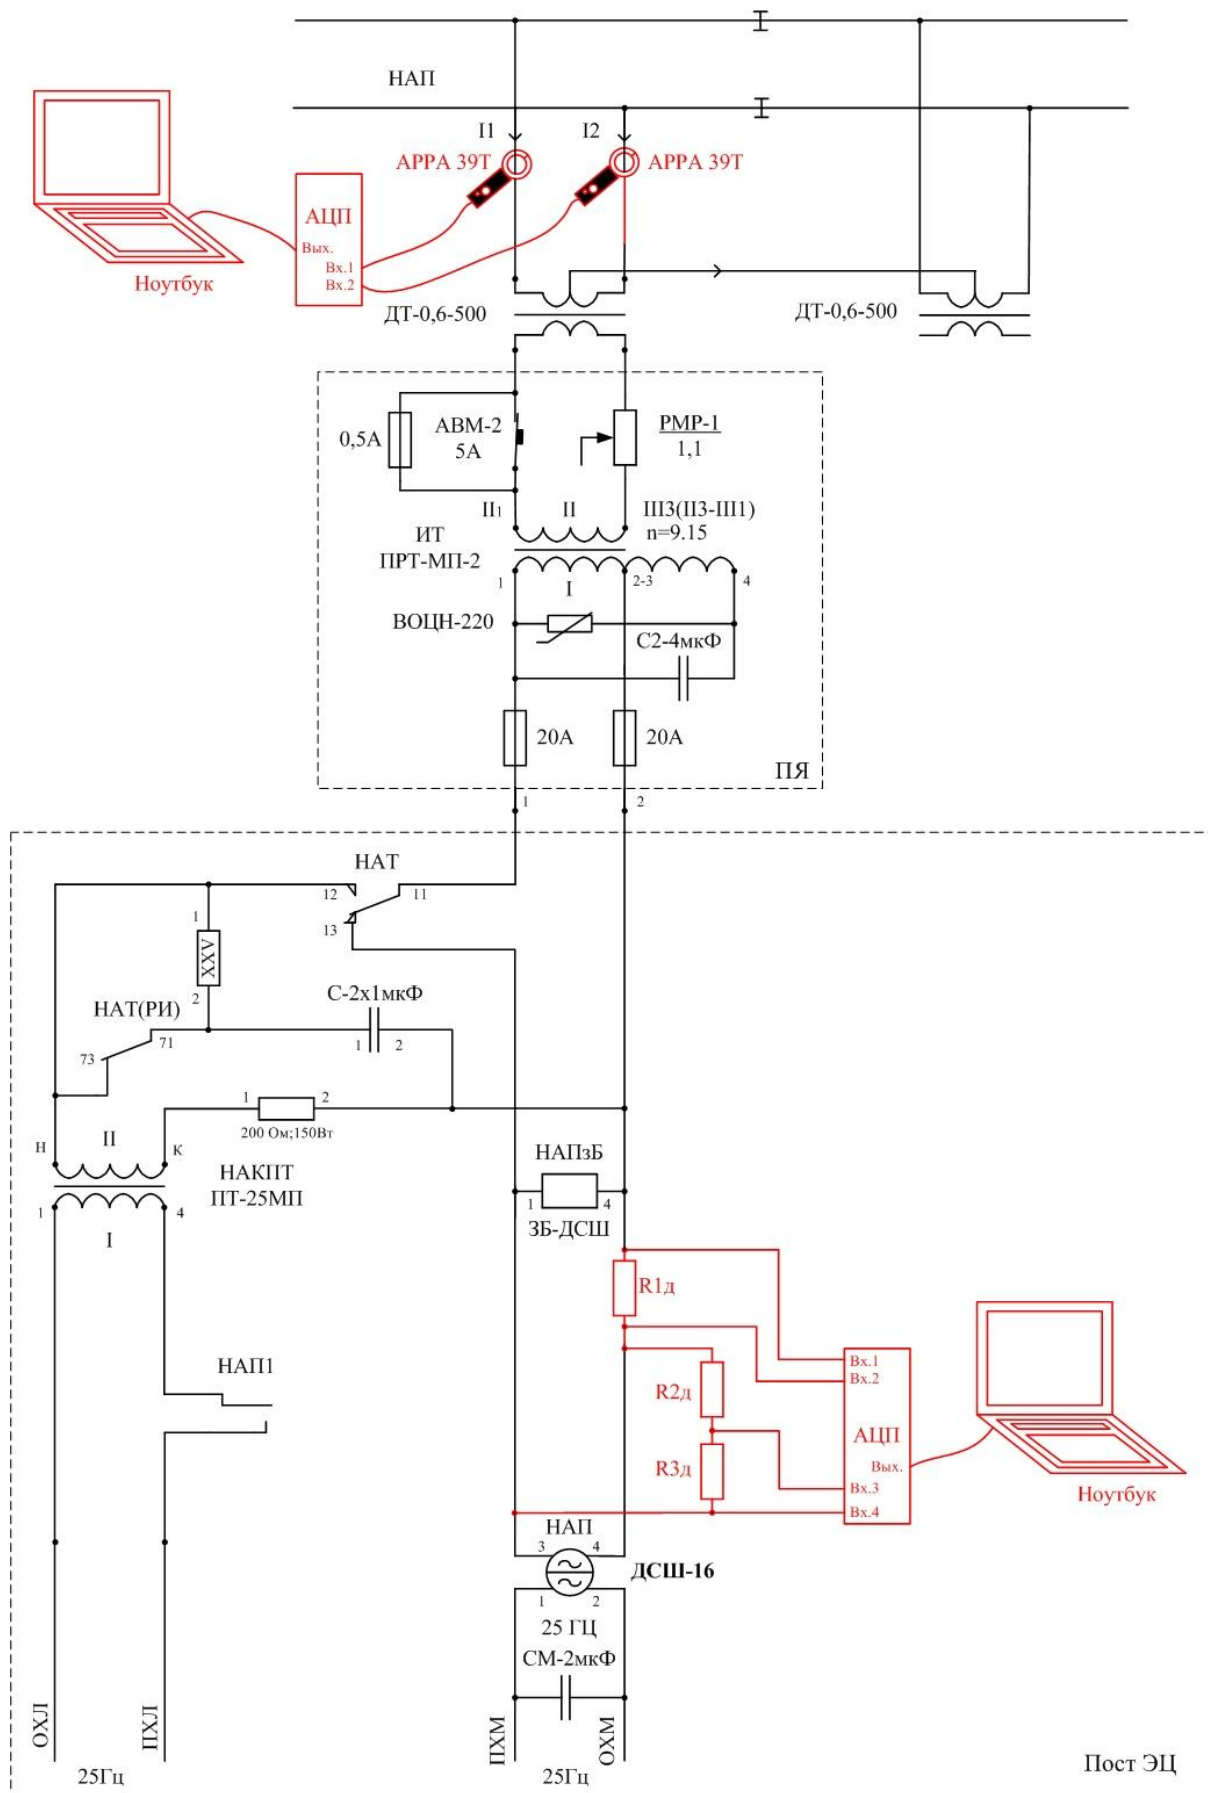 НАП
I1
I2
АРРА 39Т
АРРА 39Т
АЦП
Вых.
Вх.1
Вх.2
Ноутбук
ДТ-0,6-500
ДТ-0,6-500
0,5А
АВМ-2
5А
РМР-1
1,1
II1
II
III3(II3-III1)
n=9.15
ИТ
ПРТ-МП-2
1
I
2-3
4
ВОЦН-220
С2-4мкФ
20А
20А
ПЯ
1
2
НАТ
12
11
13
1
XXV
2
С-2х1мкФ
НАТ(РИ)
73
71
1
2
1
2
200 Ом;150Вт
Н
II
К
НАКПТ
ПТ-25МП
1
4
I
НАПзБ
1
4
ЗБ-ДСШ
R1д
НАП1
R2д
R3д
Вх.1
Вх.2
АЦП
Вых.
Вх.3
Вх.4
Ноутбук
НАП
3
4
ДСШ-16
1
2
25 ГЦ
СМ-2мкФ
ОХЛ
ПХЛ
ПХМ
ОХМ
25Гц
25Гц
Пост ЭЦ